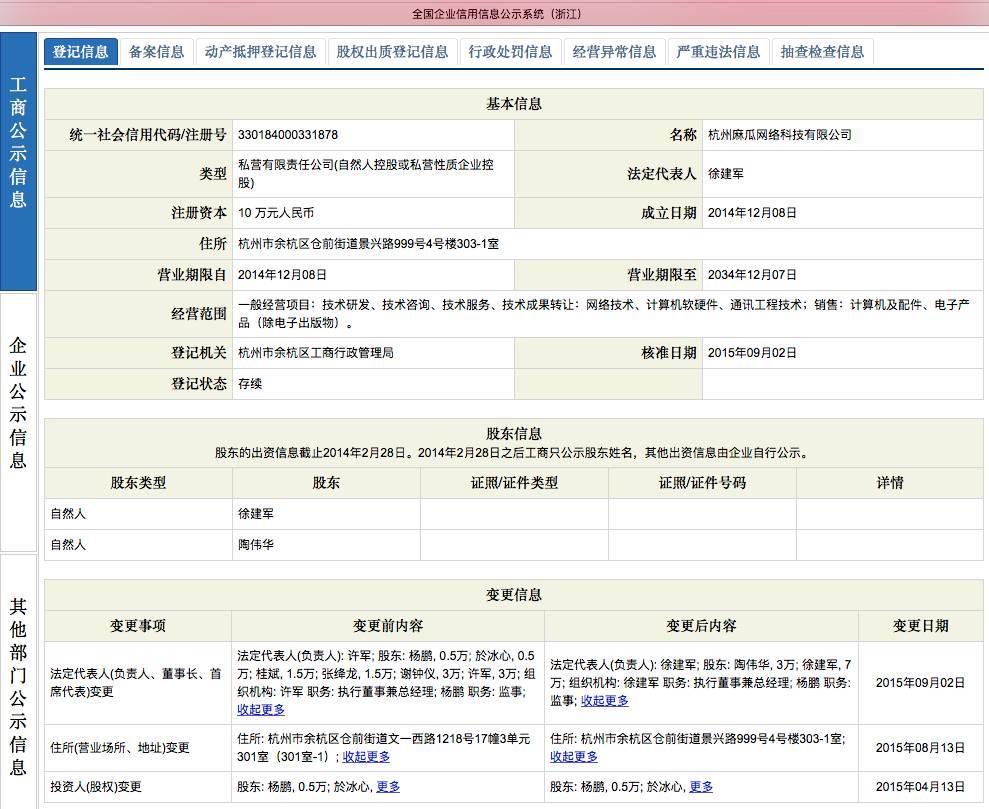 全国企业信用信息公示系统（浙江）
工商公示信息
企业公示信息
其他部门公示信息
登记信息 备案信息 动产抵押登记信息 股权出质登记信息 行政处罚信息 经营异常信息 严重违法信息 抽查检查信息
基本信息
统一社会信用代码/注册号 330184000331878 名称 杭州麻瓜网络科技有限公司
类型 私营有限责任公司(自然人控股或私营性质企业控
股) 法定代表人 徐建军
注册资本 10 万元人民币 成立日期 2014年12月08日
住所 杭州市余杭区仓前街道景兴路999号4号楼303-1室
营业期限自 2014年12月08日 营业期限至 2034年12月07日
经营范围 一般经营项目：技术研发、技术咨询、技术服务、技术成果转让：网络技术、计算机软硬件、通讯工程技术；销售：计算机及配件、电子产
品（除电子出版物）。
登记机关 杭州市余杭区工商行政管理局 核准日期 2015年09月02日
登记状态 存续
股东信息
股东的出资信息截止2014年2月28日。2014年2月28日之后工商只公示股东姓名，其他出资信息由企业自行公示。
股东类型 股东 证照/证件类型 证照/证件号码 详情
自然人 徐建军
自然人 陶伟华
变更信息
变更事项 变更前内容 变更后内容 变更日期
法定代表人(负责人、董事长、首
席代表)变更
法定代表人(负责人): 许军; 股东: 杨鹏, 0.5万; 於冰心, 0.5
万; 桂斌, 1.5万; 张绛龙, 1.5万; 谢钟仪, 3万; 许军, 3万; 组
织机构: 许军 职务: 执行董事兼总经理; 杨鹏 职务: 监事;
收起更多
法定代表人(负责人): 徐建军; 股东: 陶伟华, 3万; 徐建军, 7
万; 组织机构: 徐建军 职务: 执行董事兼总经理; 杨鹏 职务:
监事; 收起更多
2015年09月02日
住所(营业场所、地址)变更
住所: 杭州市余杭区仓前街道文一西路1218号17幢3单元
301室（301室-1）; 收起更多
住所: 杭州市余杭区仓前街道景兴路999号4号楼303-1室;
收起更多
2015年08月13日
投资人(股权)变更 股东: 杨鹏, 0.5万; 於冰心, 更多 股东: 杨鹏, 0.5万; 於冰心, 更多 2015年04月13日